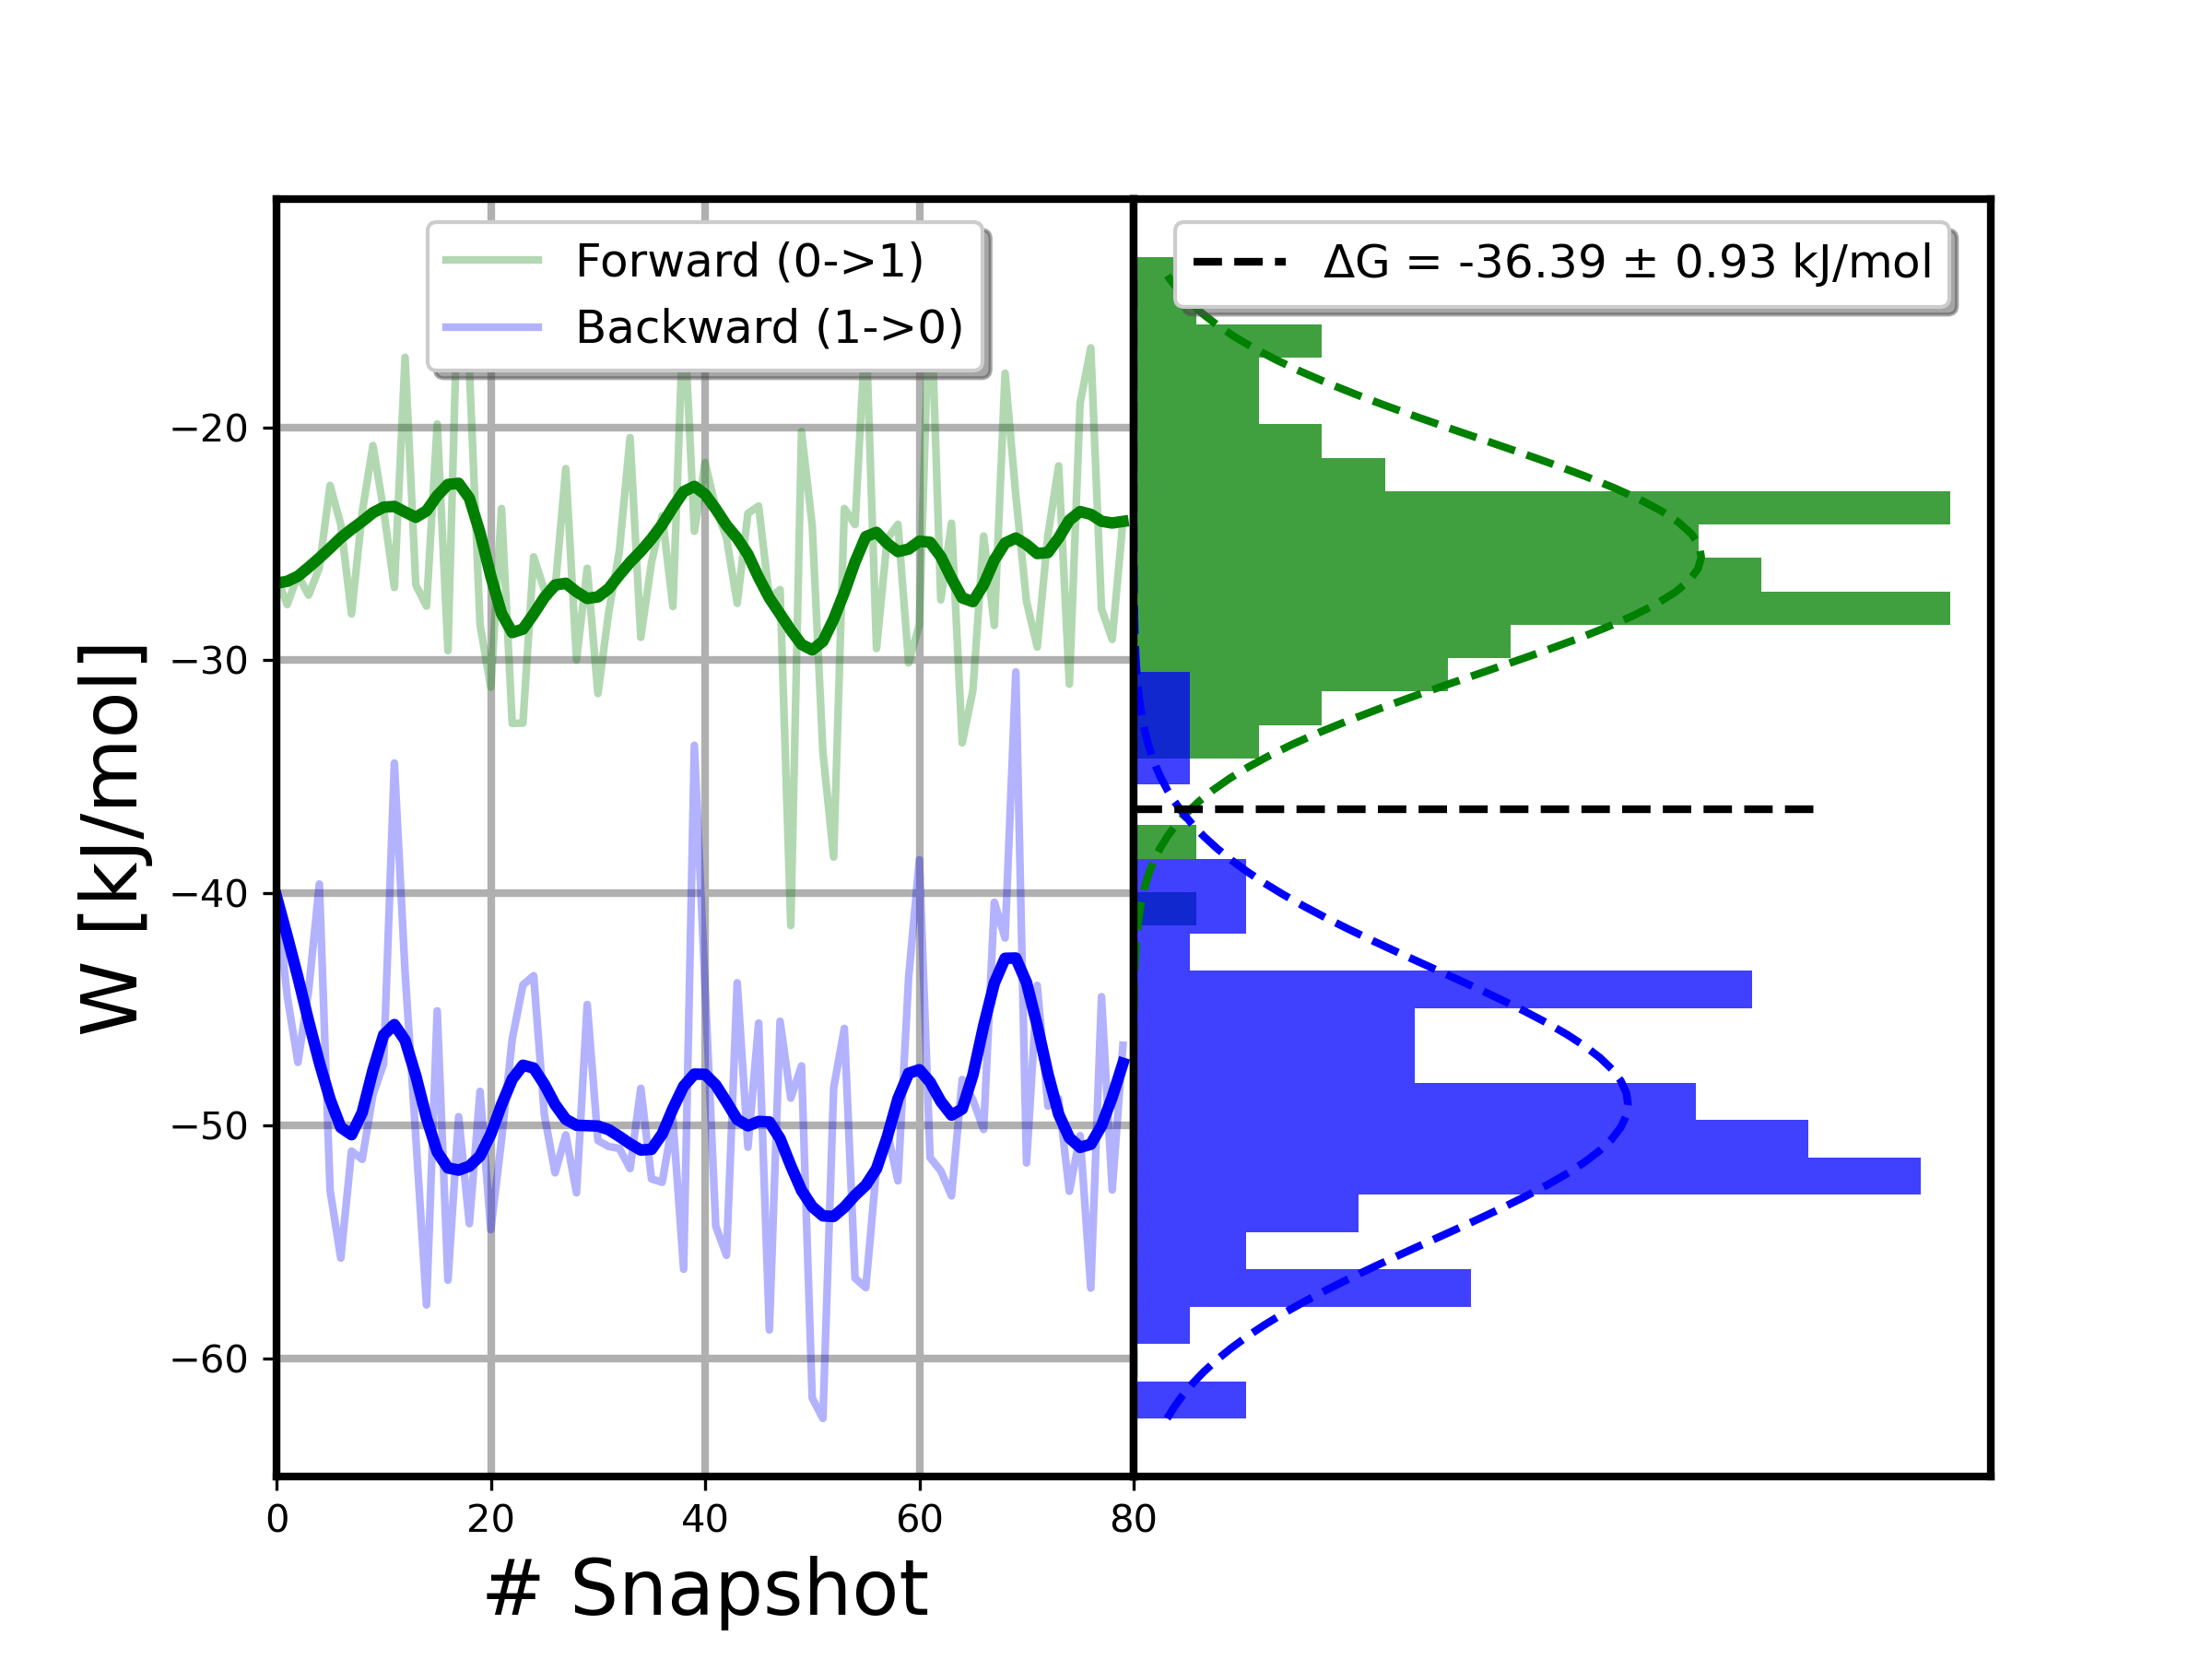 Forward (0->1)
Backward (1->0)
ΔG = -36.39 ± 0.93 kJ/mol
W [kJ/mol]
−20
−30
−40
−50
−60
0
20
40
60
80
# Snapshot